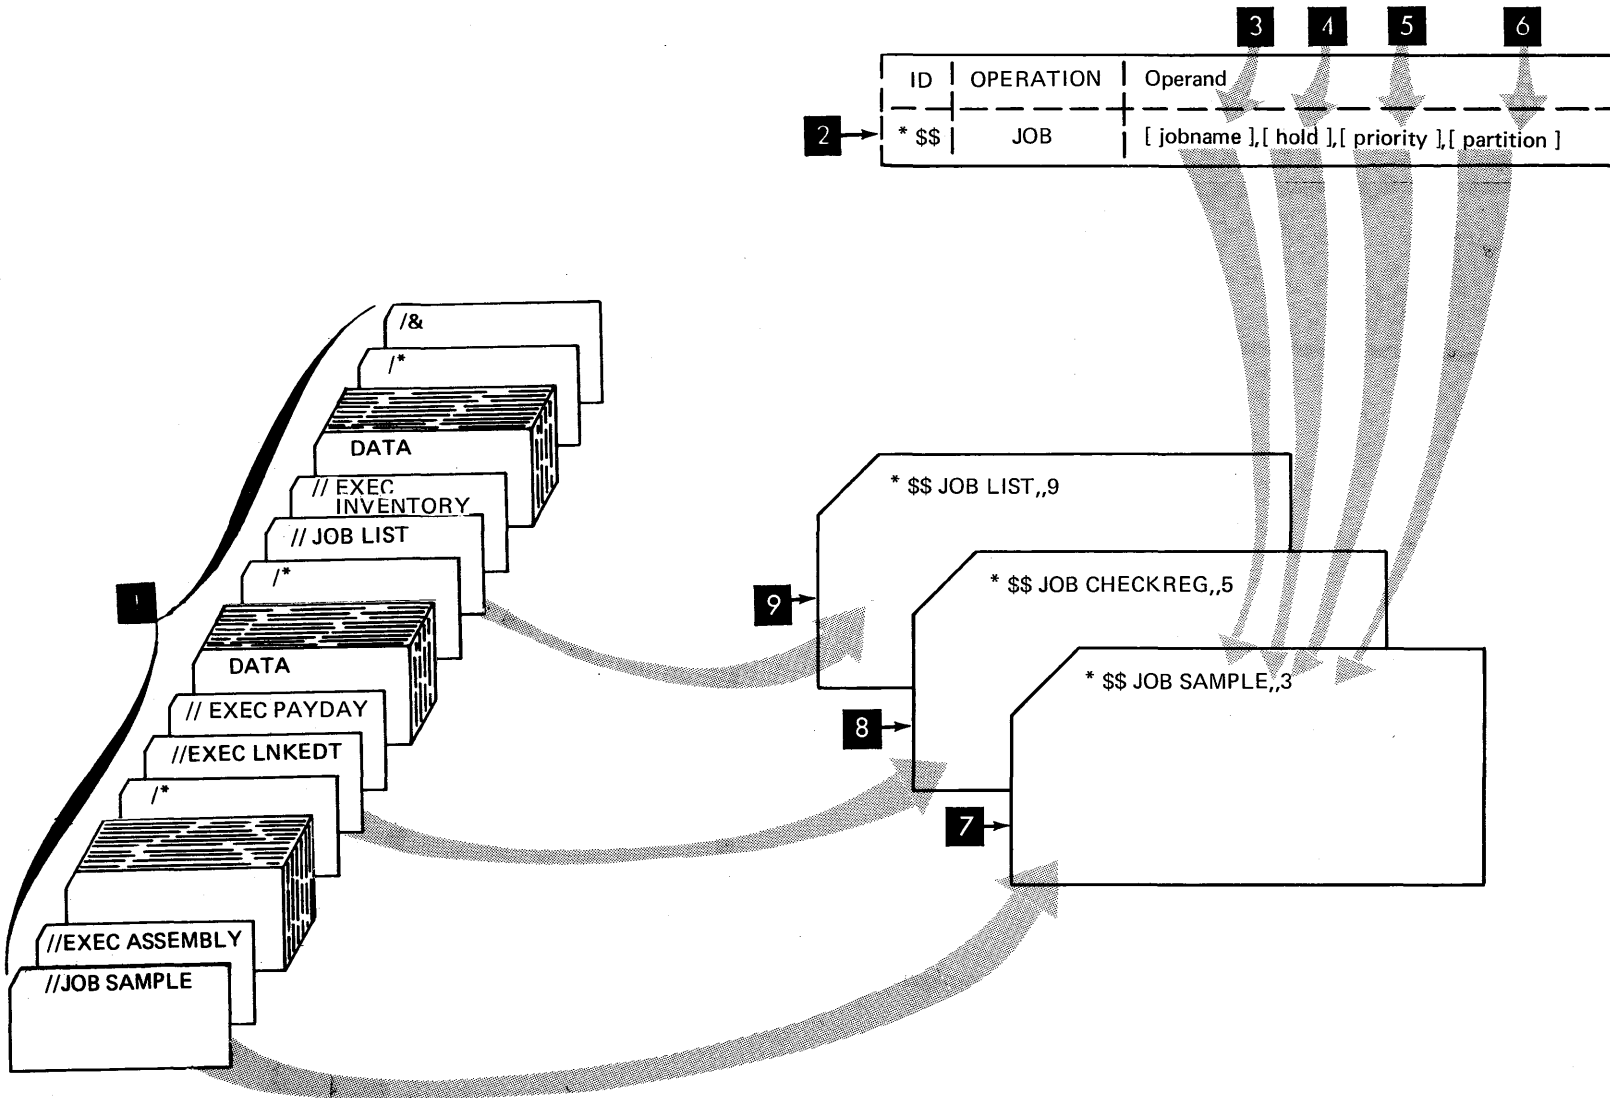 3 4 5 6
ID OPERATION Operand
2 * $$ JOB [ jobname ],[ hold ],[ priority ],[ partition ]
/&
/*
DATA
// EXEC
INVENTORY
// JOB LIST
/*
1
DATA
// EXEC PAYDAY
//EXEC LNKEDT
/*
//EXEC ASSEMBLY
//JOB SAMPLE
* $$ JOB LIST,,9
9
* $$ JOB CHECKREG,,5
8
* $$ JOB SAMPLE,,3
7